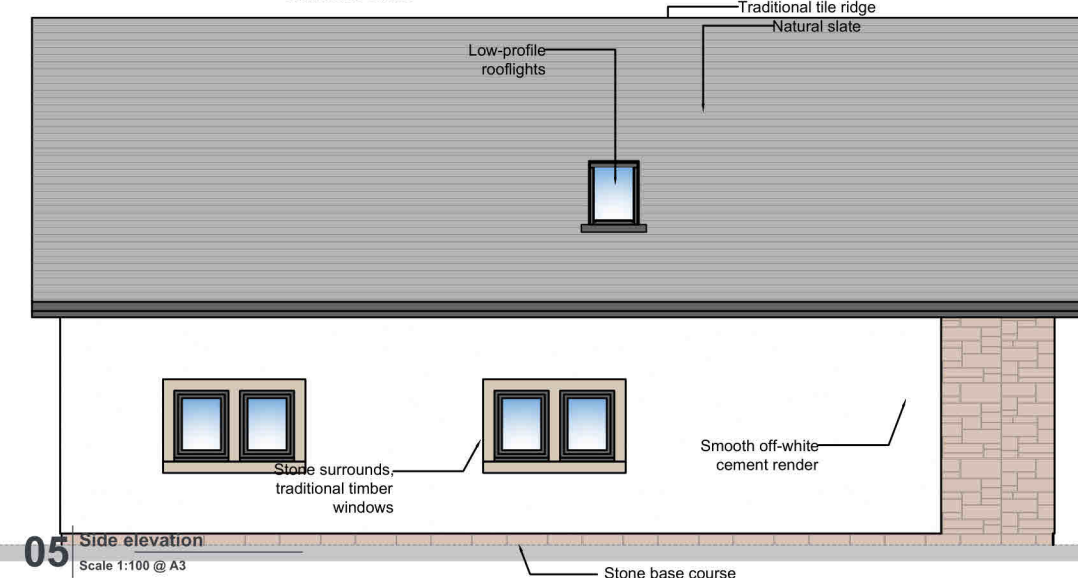 Traditional tile ridge
Natural slate
Low-profile
rooflights
Smooth off-white
cement render
Stone surrounds,
traditional timber
windows
05
Side elevation
Scale 1:100 @ A3
Stone base course